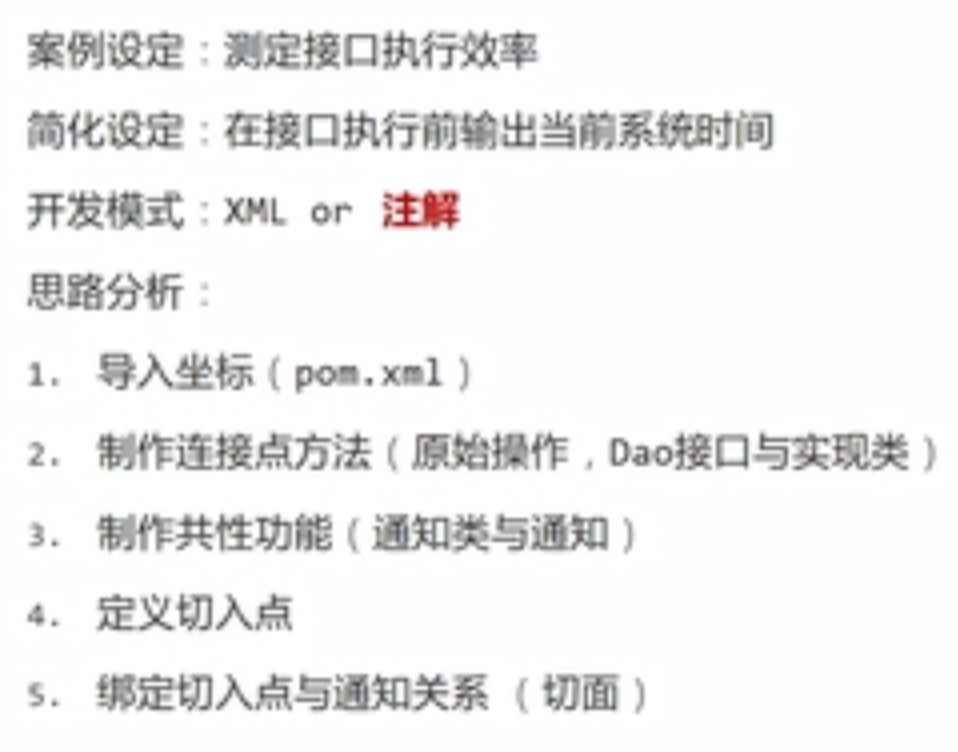 案例设定：测定接口执行效率
简化设定：在接口执行前输出当前系统时间
开发模式：XML or 注解
思路分析：
1. 导入坐标（pom.xml）
2. 制作连接点方法（原始操作，Dao接口与实现类）
3. 制作共性功能（通知类与通知）
4. 定义切入点
5. 绑定切入点与通知关系（切面）